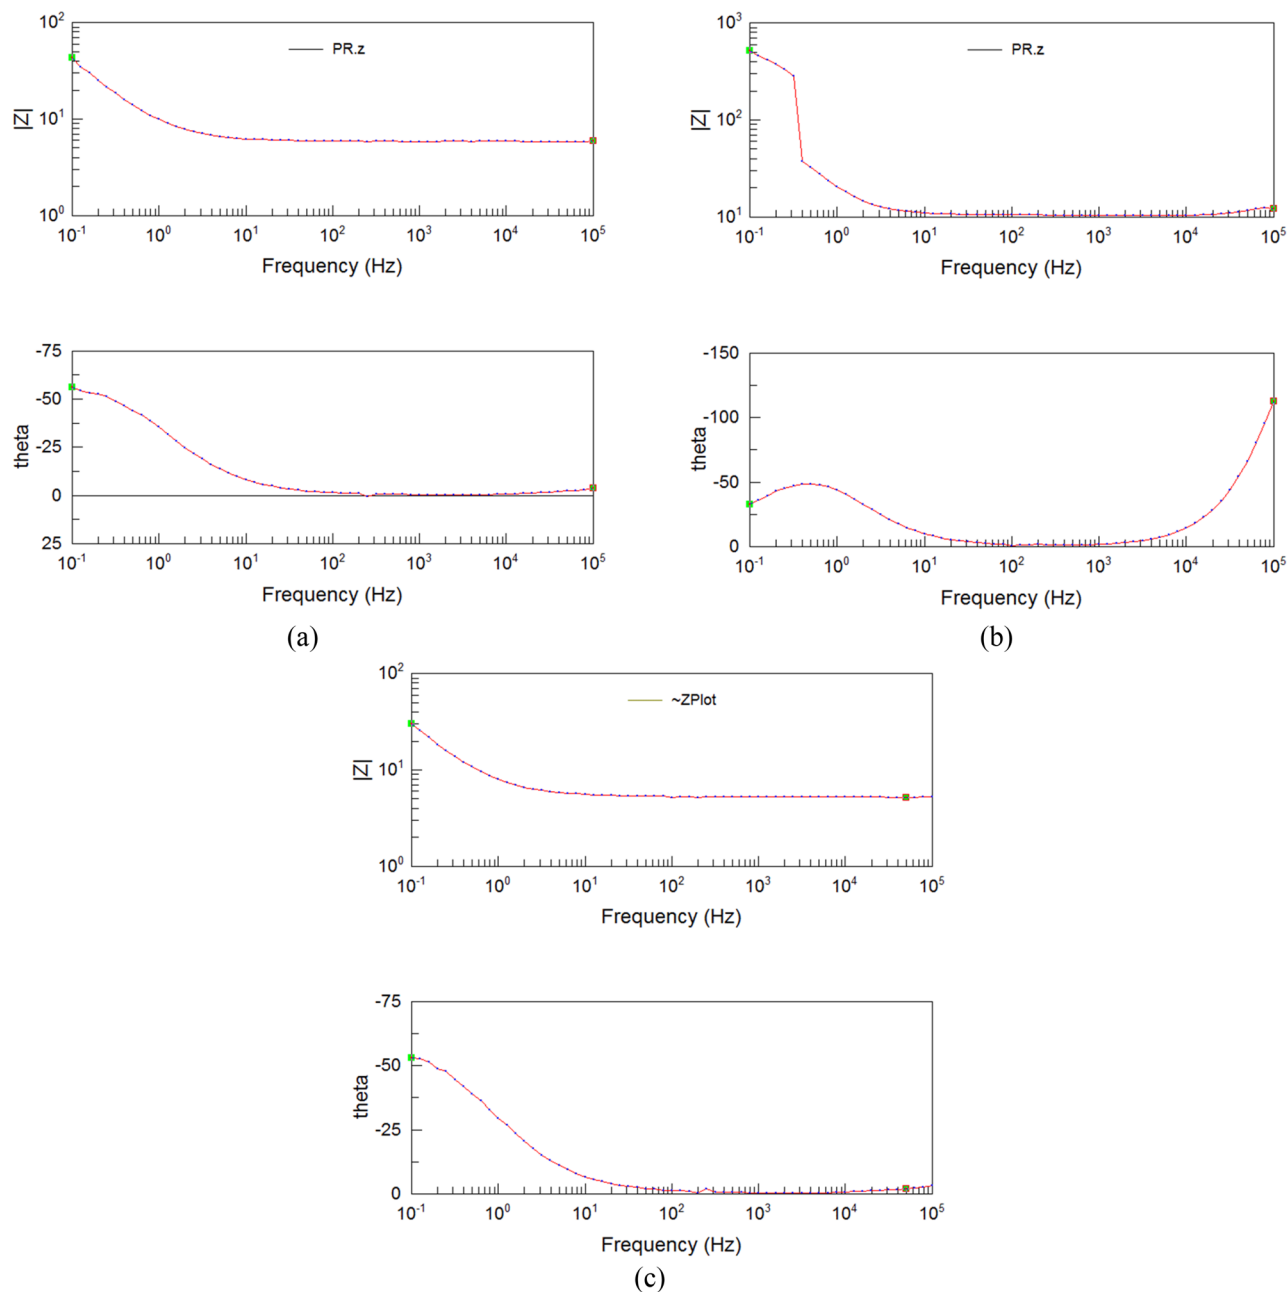 10² 10³
PR.z PR.z
|Z| 10¹ |Z| 10²
10⁰ 10¹
10⁻¹ 10⁰ 10¹ 10² 10³ 10⁴ 10⁵ 10⁻¹ 10⁰ 10¹ 10² 10³ 10⁴ 10⁵
Frequency (Hz) Frequency (Hz)
-75 -150
-50 -100
theta -25 theta -50
0
25 0
10⁻¹ 10⁰ 10¹ 10² 10³ 10⁴ 10⁵ 10⁻¹ 10⁰ 10¹ 10² 10³ 10⁴ 10⁵
Frequency (Hz) Frequency (Hz)
(a) (b)
10²
~ZPlot
|Z| 10¹
10⁰
10⁻¹ 10⁰ 10¹ 10² 10³ 10⁴ 10⁵
Frequency (Hz)
-75
-50
theta -25
0
10⁻¹ 10⁰ 10¹ 10² 10³ 10⁴ 10⁵
Frequency (Hz)
(c)